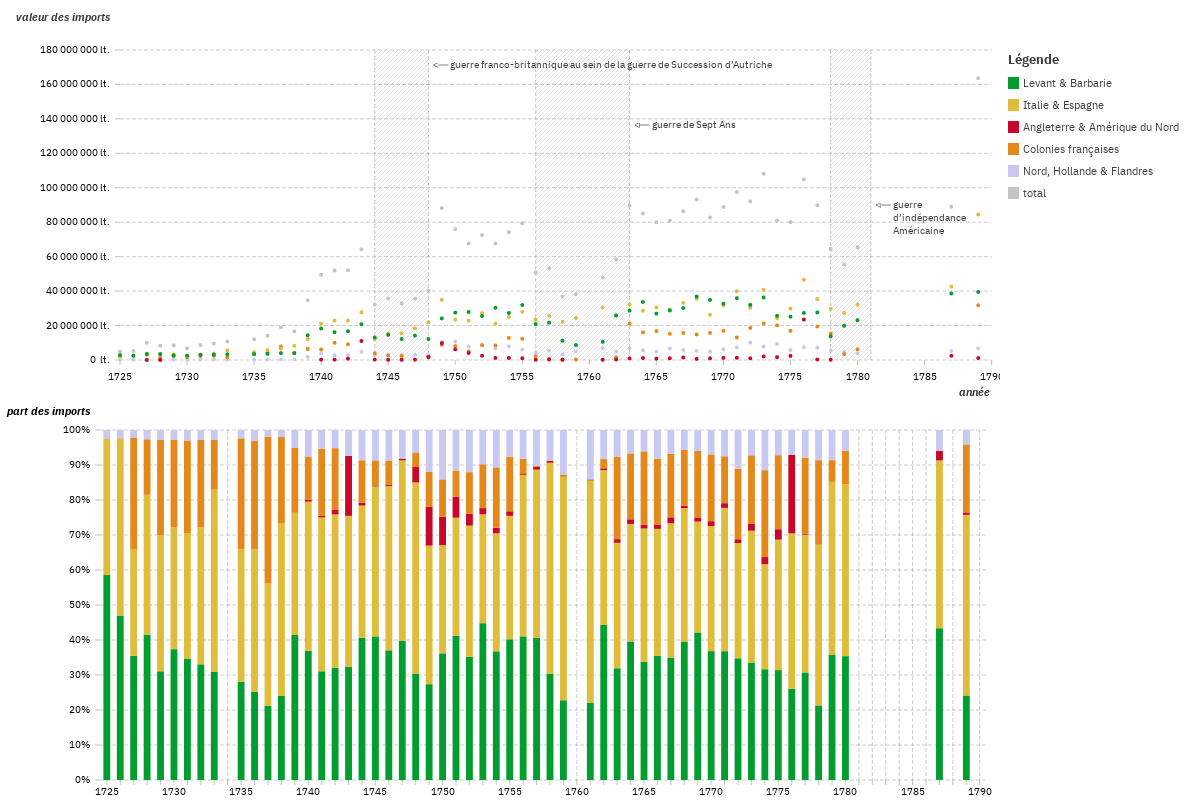 valeur des imports
180 000 000 lt.
guerre franco-britannique au sein de la guerre de Succession d'Autriche
160 000 000 lt.
140 000 000 lt.
guerre de Sept Ans
120 000 000 lt.
100 000 000 lt.
80 000 000 lt.
guerre
d'indépendance
Américaine
60 000 000 lt.
40 000 000 lt.
20 000 000 lt.
0 lt.
1725 1730 1735 1740 1745 1750 1755 1760 1765 1770 1775 1780 1785 1790
année
Légende
Levant & Barbarie
Italie & Espagne
Angleterre & Amérique du Nord
Colonies françaises
Nord, Hollande & Flandres
total
part des imports
100%
90%
80%
70%
60%
50%
40%
30%
20%
10%
0%
1725 1730 1735 1740 1745 1750 1755 1760 1765 1770 1775 1780 1785 1790